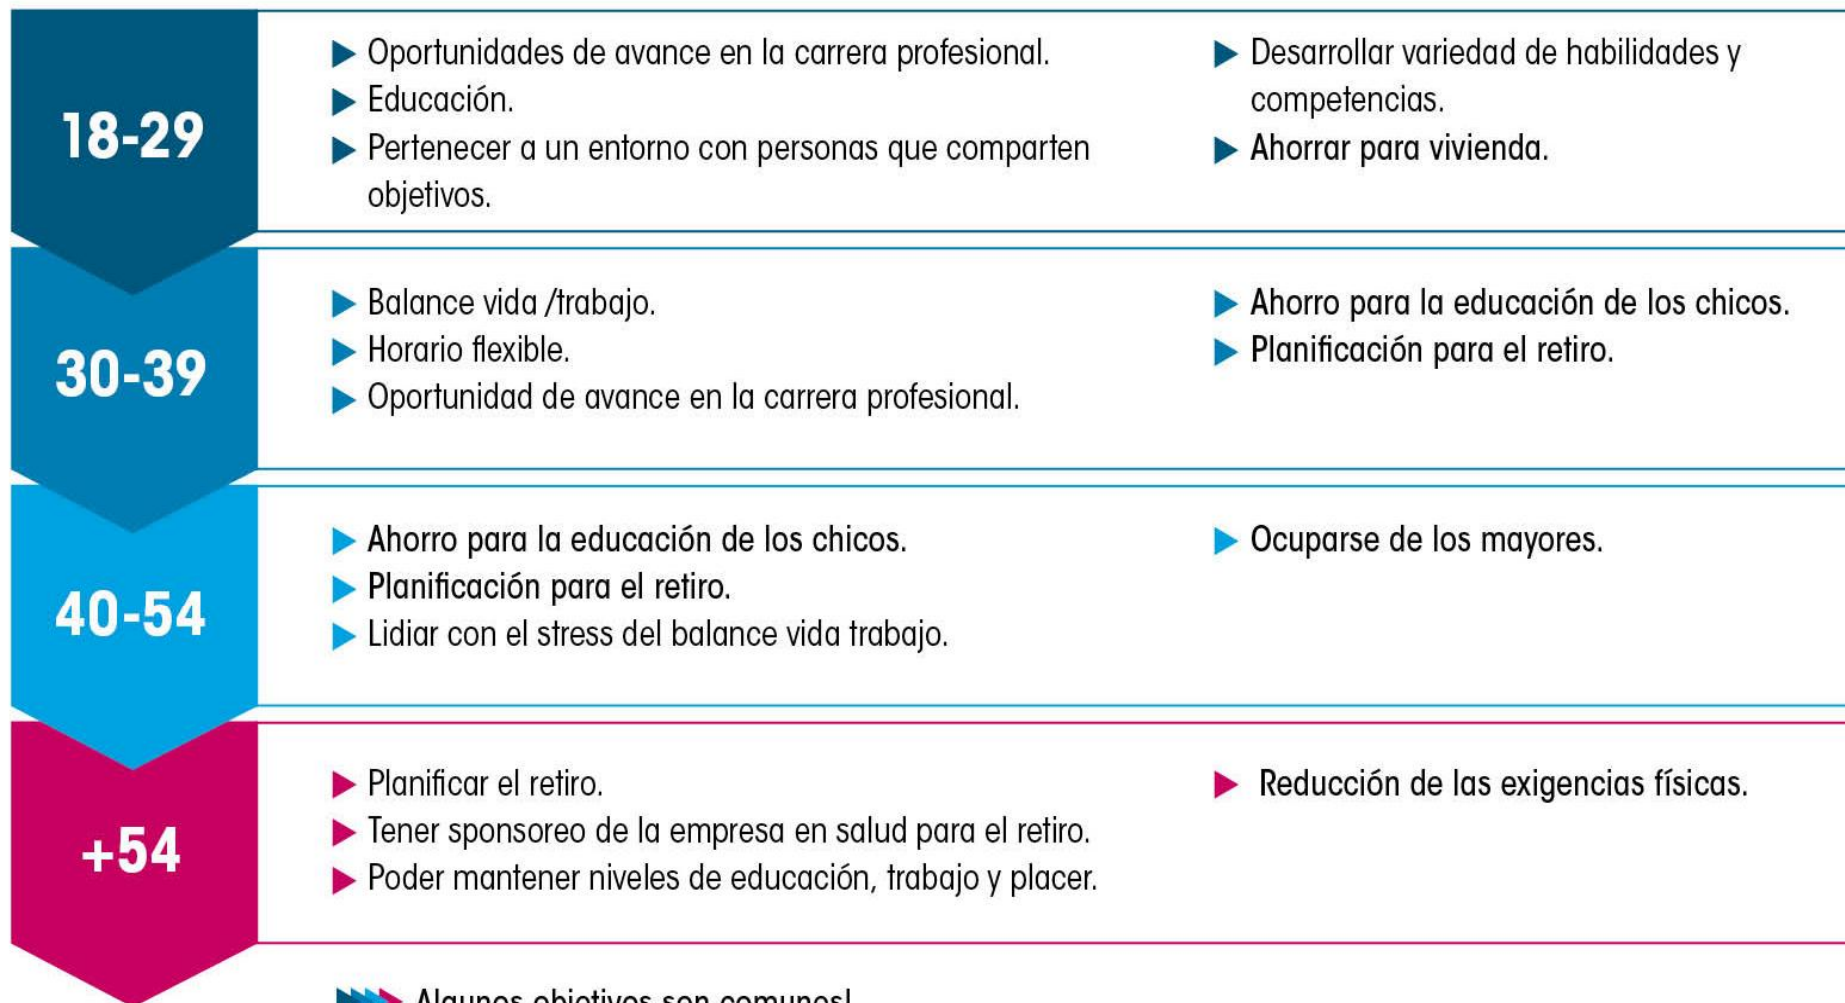 18-29
Oportunidades de avance en la carrera profesional.
Educación.
Pertenecer a un entorno con personas que comparten
objetivos.
Desarrollar variedad de habilidades y
competencias.
Ahorrar para vivienda.
30-39
Balance vida /trabajo.
Horario flexible.
Oportunidad de avance en la carrera profesional.
Ahorro para la educación de los chicos.
Planificación para el retiro.
40-54
Ahorro para la educación de los chicos.
Planificación para el retiro.
Lidiar con el stress del balance vida trabajo.
Ocuparse de los mayores.
+54
Planificar el retiro.
Tener sponsoreo de la empresa en salud para el retiro.
Poder mantener niveles de educación, trabajo y placer.
Reducción de las exigencias físicas.
Algunos objetivos son comunes!